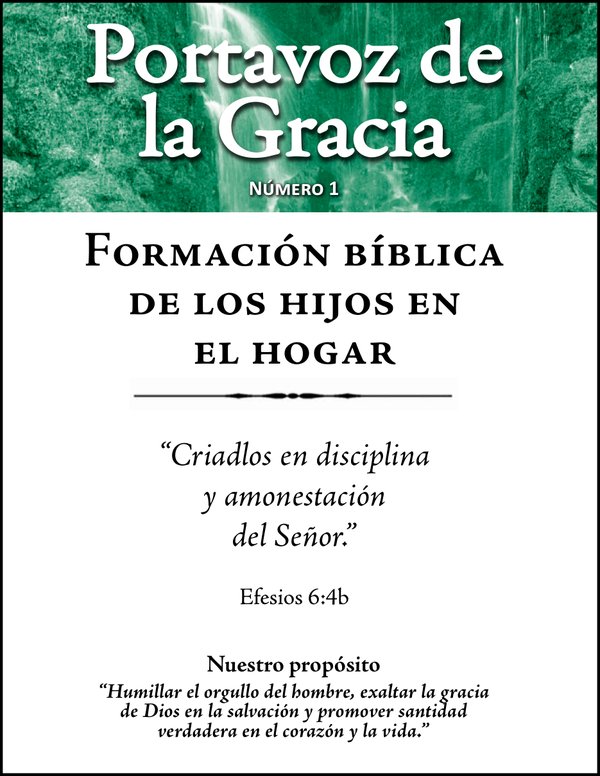 Portavoz de
la Gracia
NÚMERO 1
FORMACIÓN BÍBLICA
DE LOS HIJOS EN
EL HOGAR
“Criadlos en disciplina
y amonestación
del Señor.”
Efesios 6:4b
Nuestro propósito
“Humillar el orgullo del hombre, exaltar la gracia
de Dios en la salvación y promover santidad
verdadera en el corazón y la vida.”